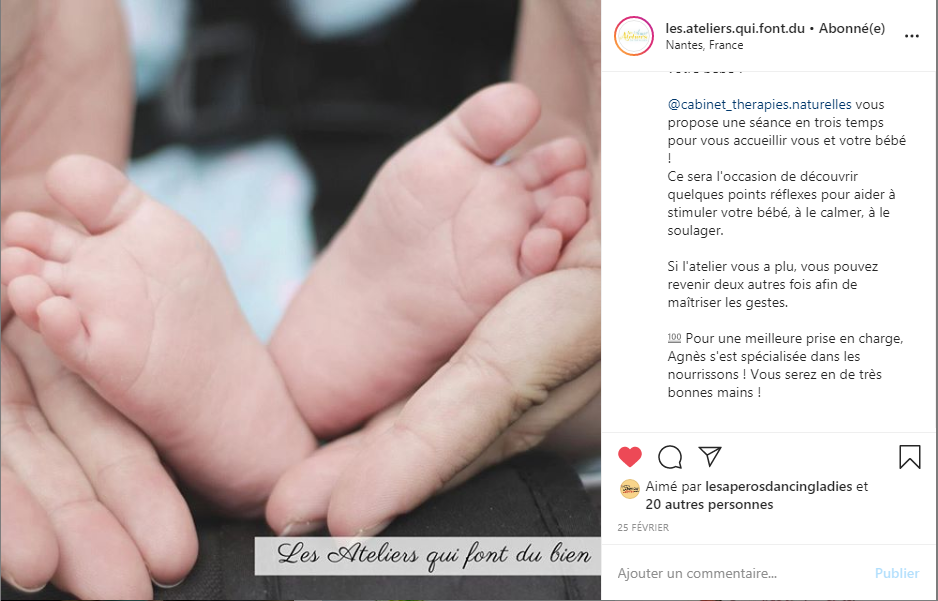 les.ateliers.qui.font.du • Abonné(e)
Nantes, France
@cabinet_therapies.naturelles vous
propose une séance en trois temps
pour vous accueillir vous et votre bébé
!
Ce sera l'occasion de découvrir
quelques points réflexes pour aider à
stimuler votre bébé, à le calmer, à le
soulager.
Si l'atelier vous a plu, vous pouvez
revenir deux autres fois afin de
maîtriser les gestes.
💯 Pour une meilleure prise en charge,
Agnès s'est spécialisée dans les
nourrissons ! Vous serez en de très
bonnes mains !
Aimé par lesaperosdancingladies et
20 autres personnes
25 FÉVRIER
Ajouter un commentaire... Publier
Les Ateliers qui font du bien